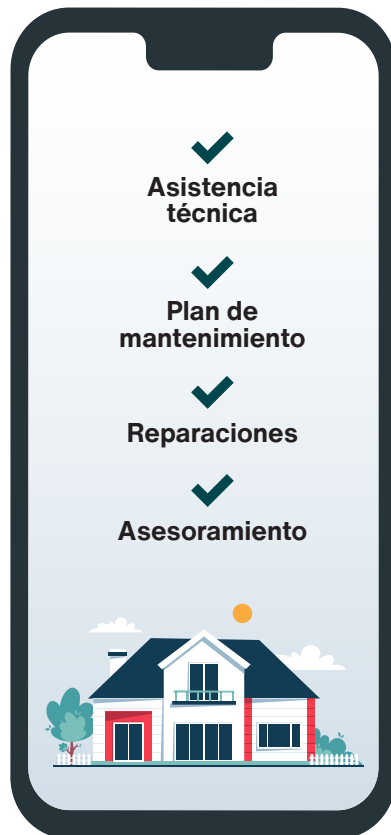 Asistencia
técnica
Plan de
mantenimiento
Reparaciones
Asesoramiento